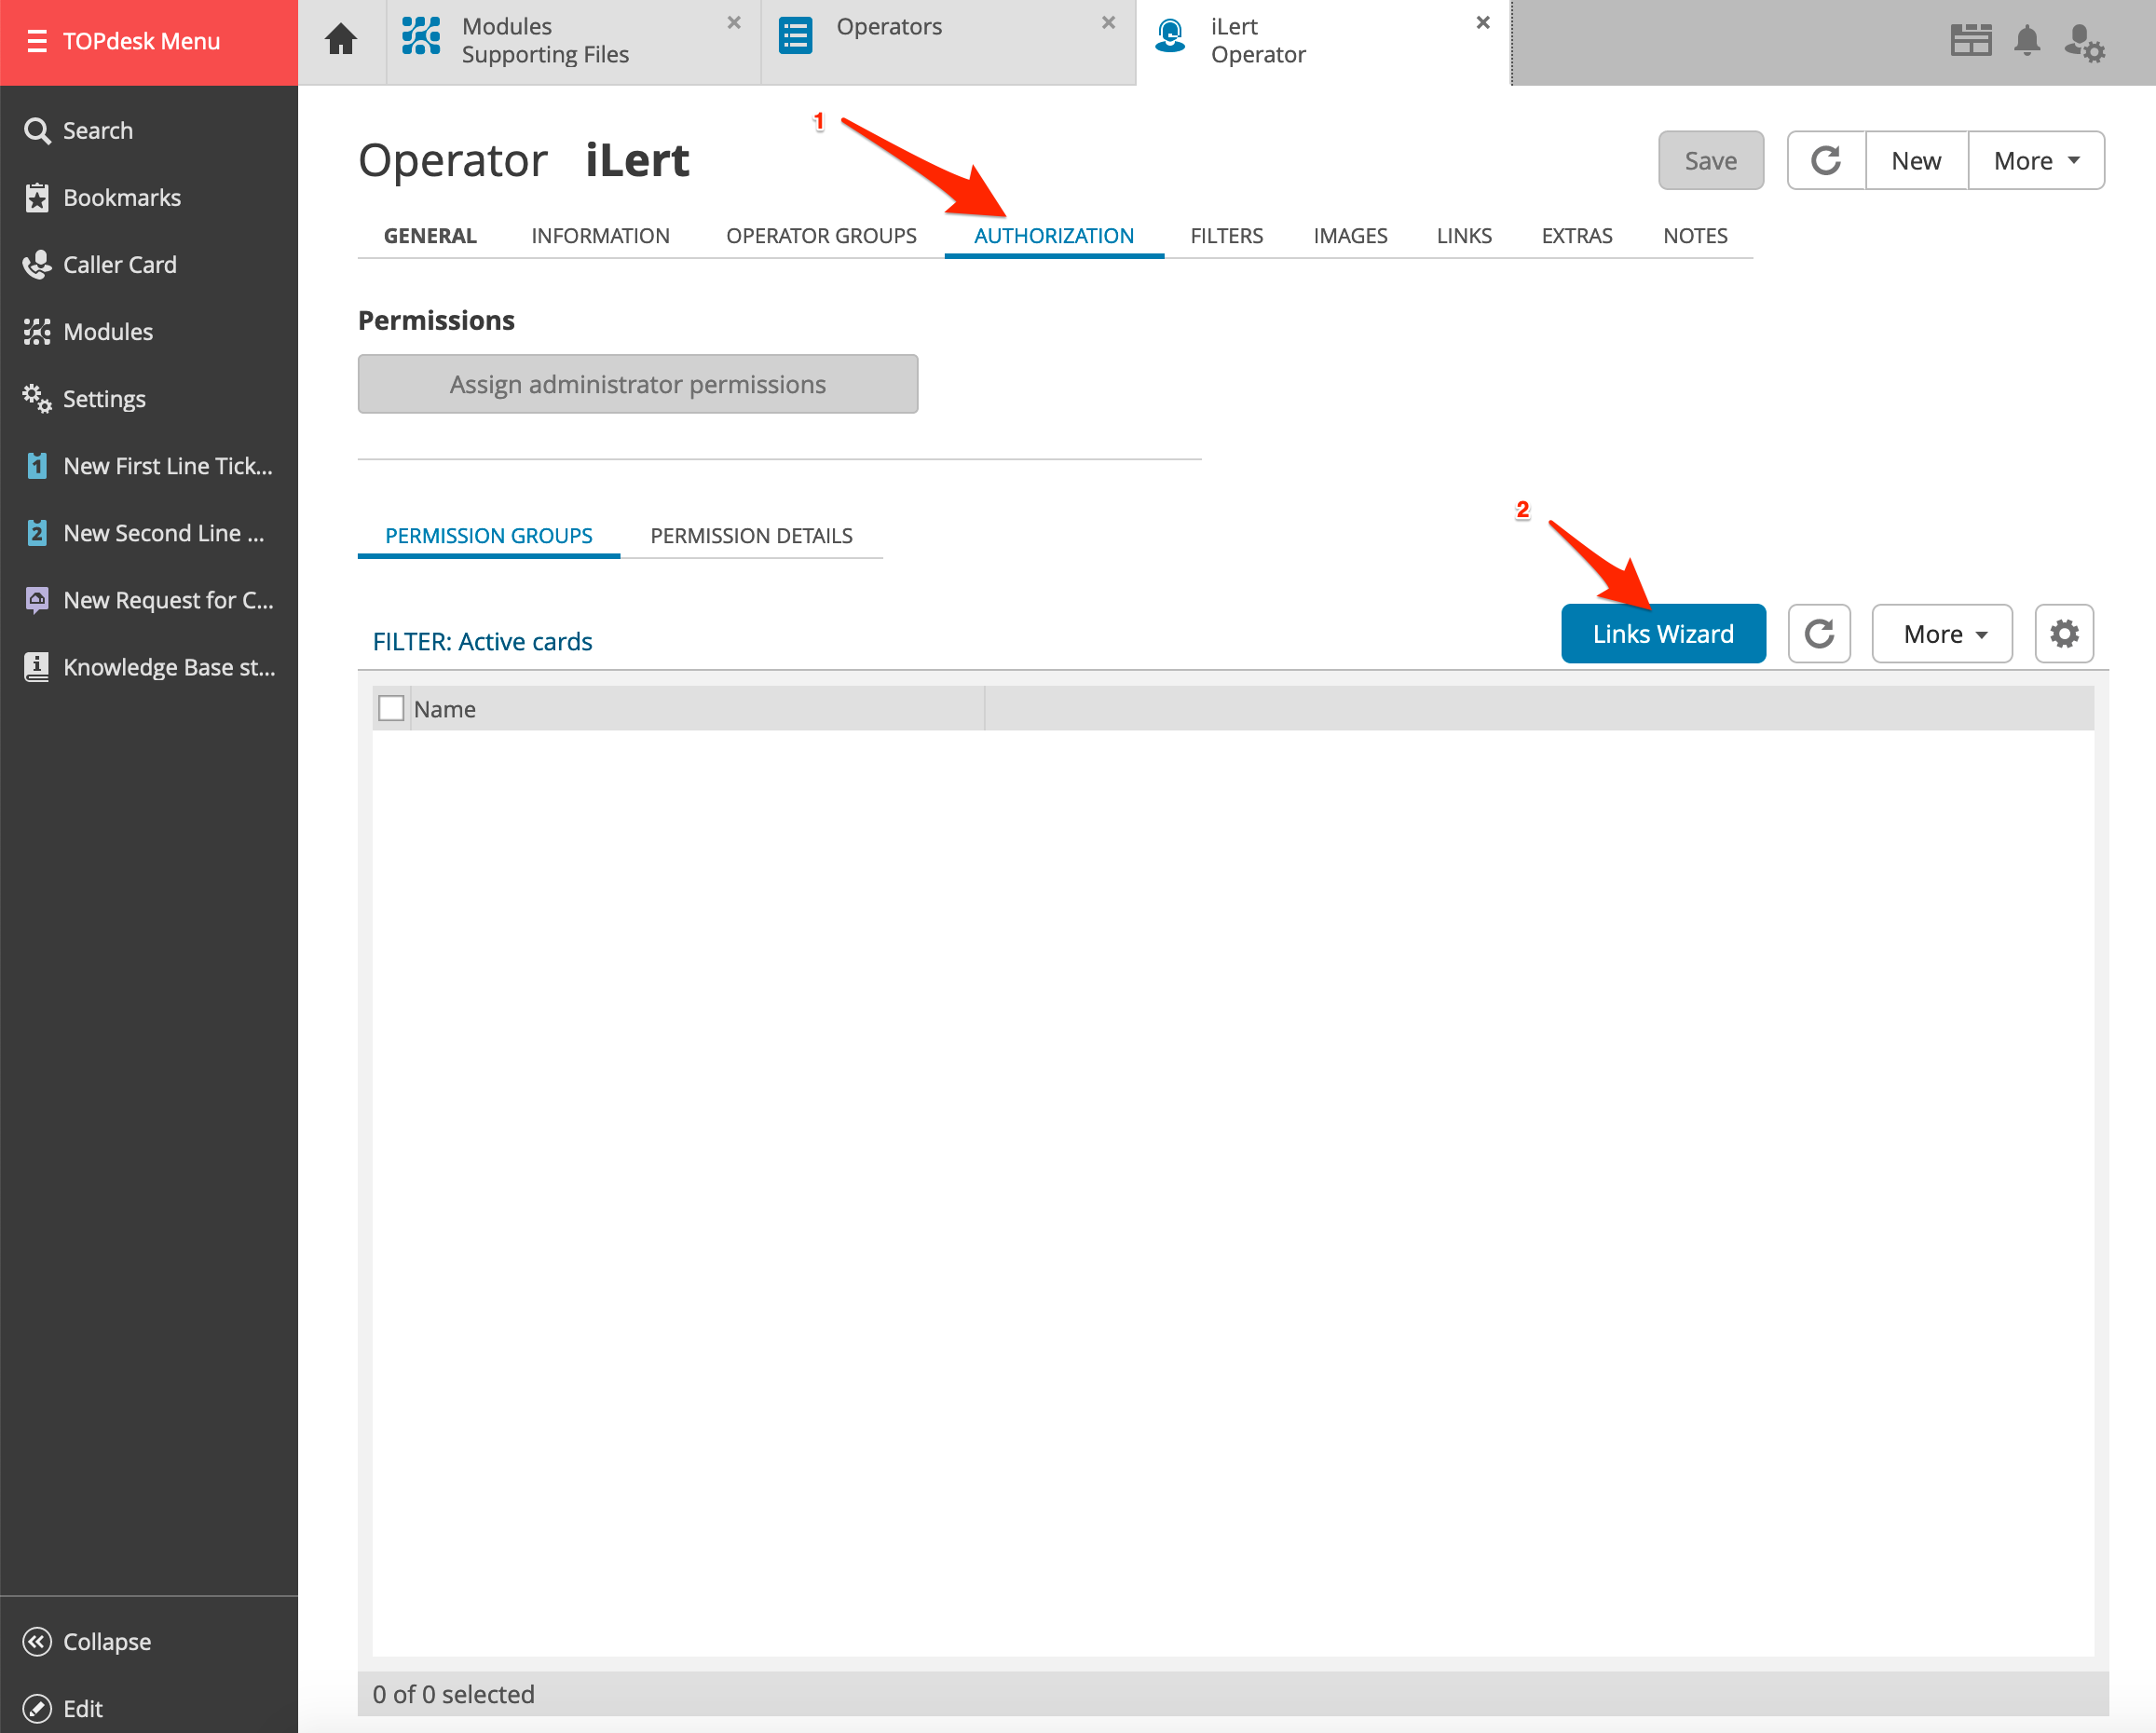 TOPdesk Menu
Modules
Supporting Files
Operators
iLert
Operator
Search
Bookmarks
Caller Card
Modules
Settings
New First Line Tick...
New Second Line ...
New Request for C...
Knowledge Base st...
Collapse
Edit
1
Operator iLert
Save
New
More
GENERAL
INFORMATION
OPERATOR GROUPS
AUTHORIZATION
FILTERS
IMAGES
LINKS
EXTRAS
NOTES
Permissions
Assign administrator permissions
2
PERMISSION GROUPS
PERMISSION DETAILS
FILTER: Active cards
Links Wizard
More
Name
0 of 0 selected